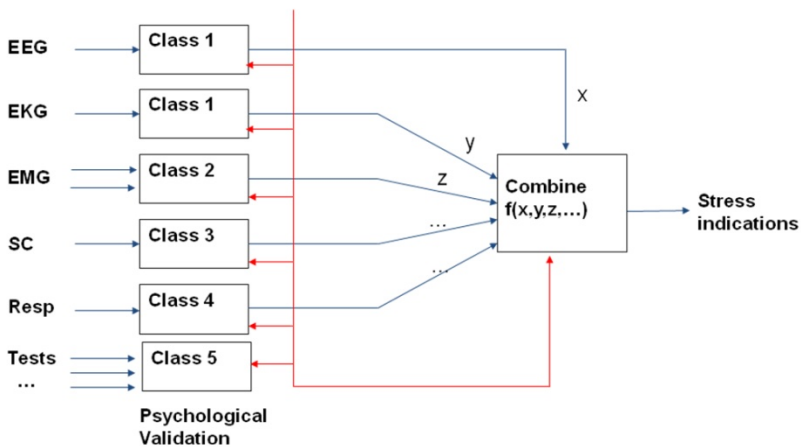 EEG
Class 1
x
EKG
Class 1
y
EMG
Class 2
z
Combine
f(x,y,z,...)
Stress
indications
SC
Class 3
...
Resp
Class 4
...
Tests
...
Class 5
Psychological
Validation